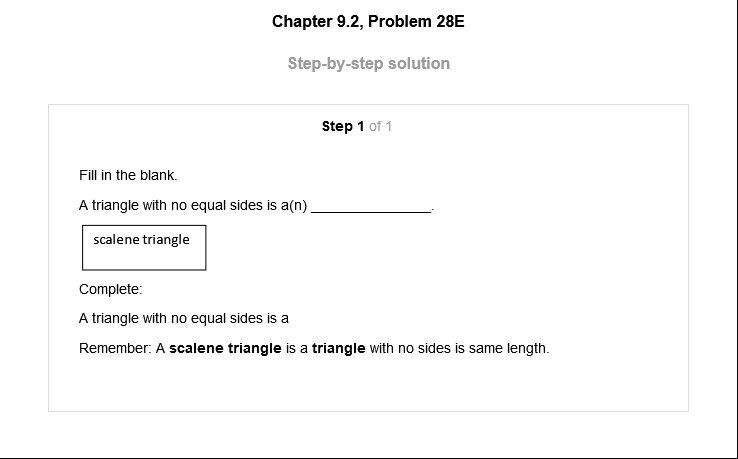 Chapter 9.2, Problem 28E
Step-by-step solution
Step 1 of 1
Fill in the blank.
A triangle with no equal sides is a(n) _______________.
scalene triangle
Complete:
A triangle with no equal sides is a
Remember: A scalene triangle is a triangle with no sides is same length.